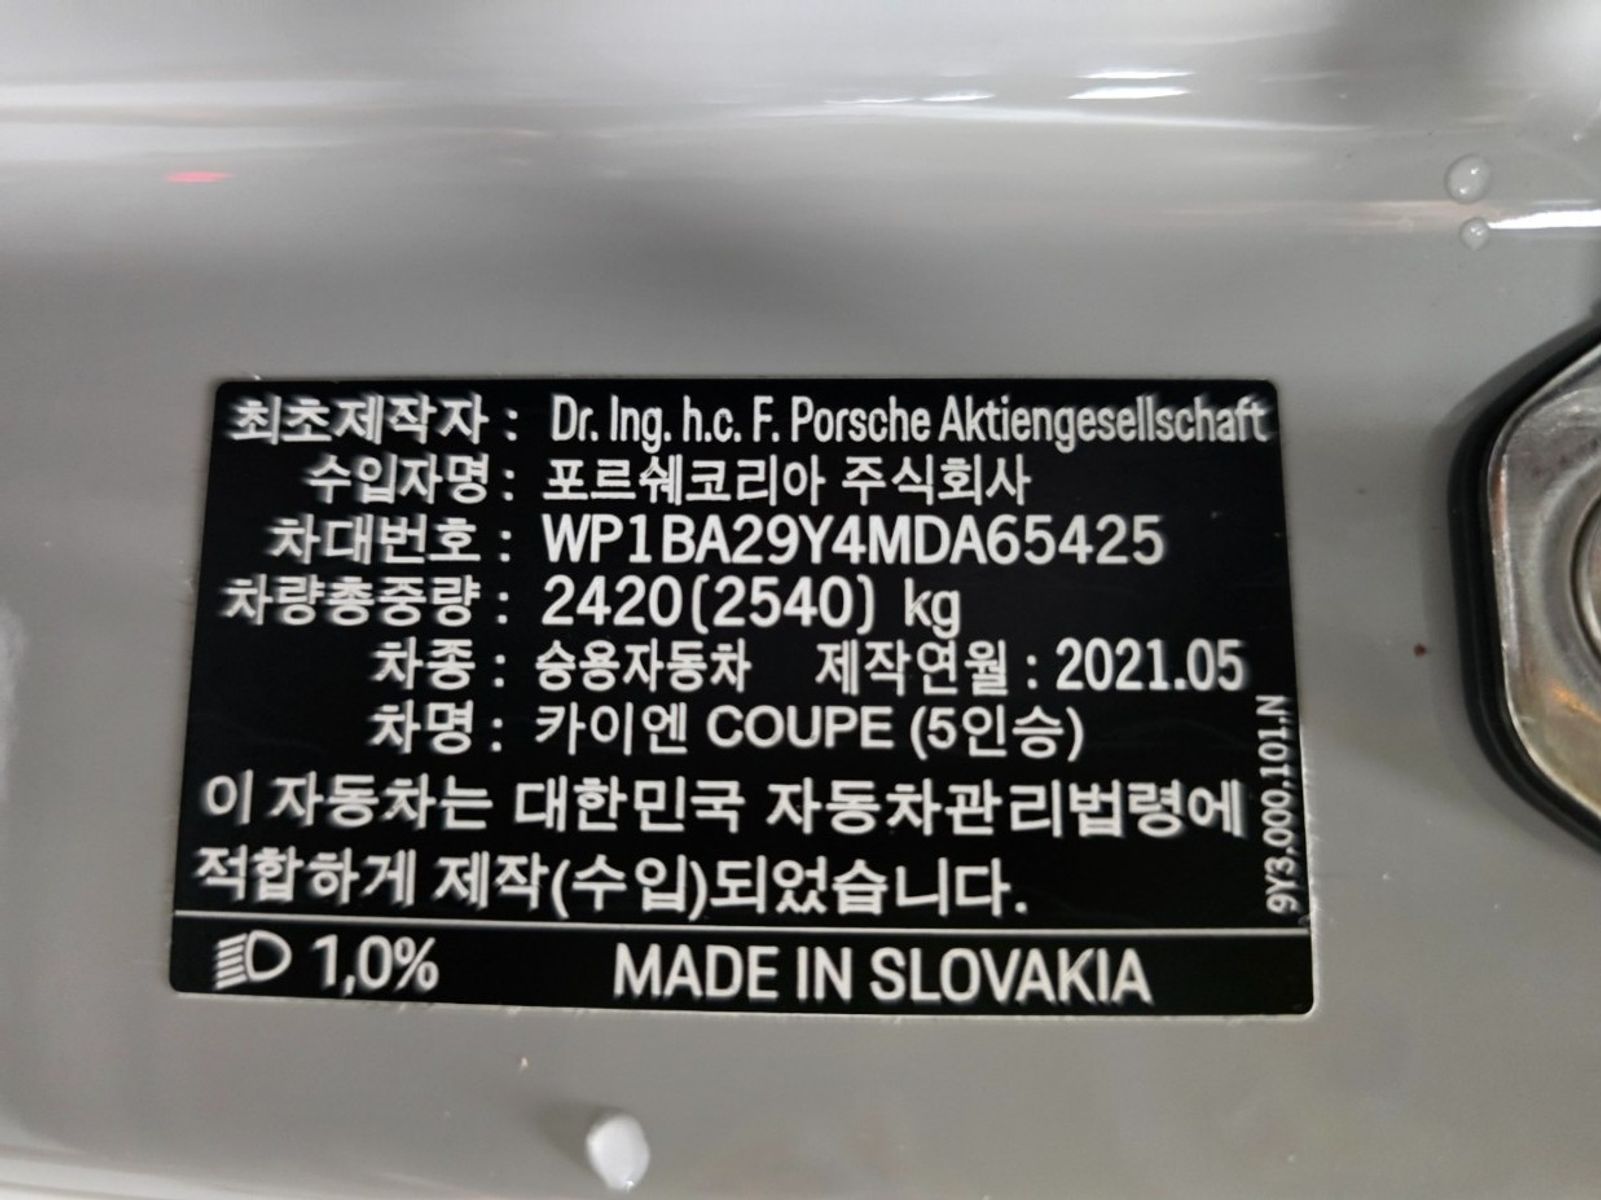 최초제작자 : Dr. Ing. h.c. F. Porsche Aktiengesellschaft
수입자명 : 포르쉐코리아 주식회사
차대번호 : WP1BA29Y4MDA65425
차량총중량 : 2420(2540) kg
차종 : 승용자동차 제작연월 : 2021.05
차명 : 카이엔 COUPE (5인승)
이 자동차는 대한민국 자동차관리법령에
적합하게 제작(수입)되었습니다.
9Y3.000.101.N
1,0% MADE IN SLOVAKIA